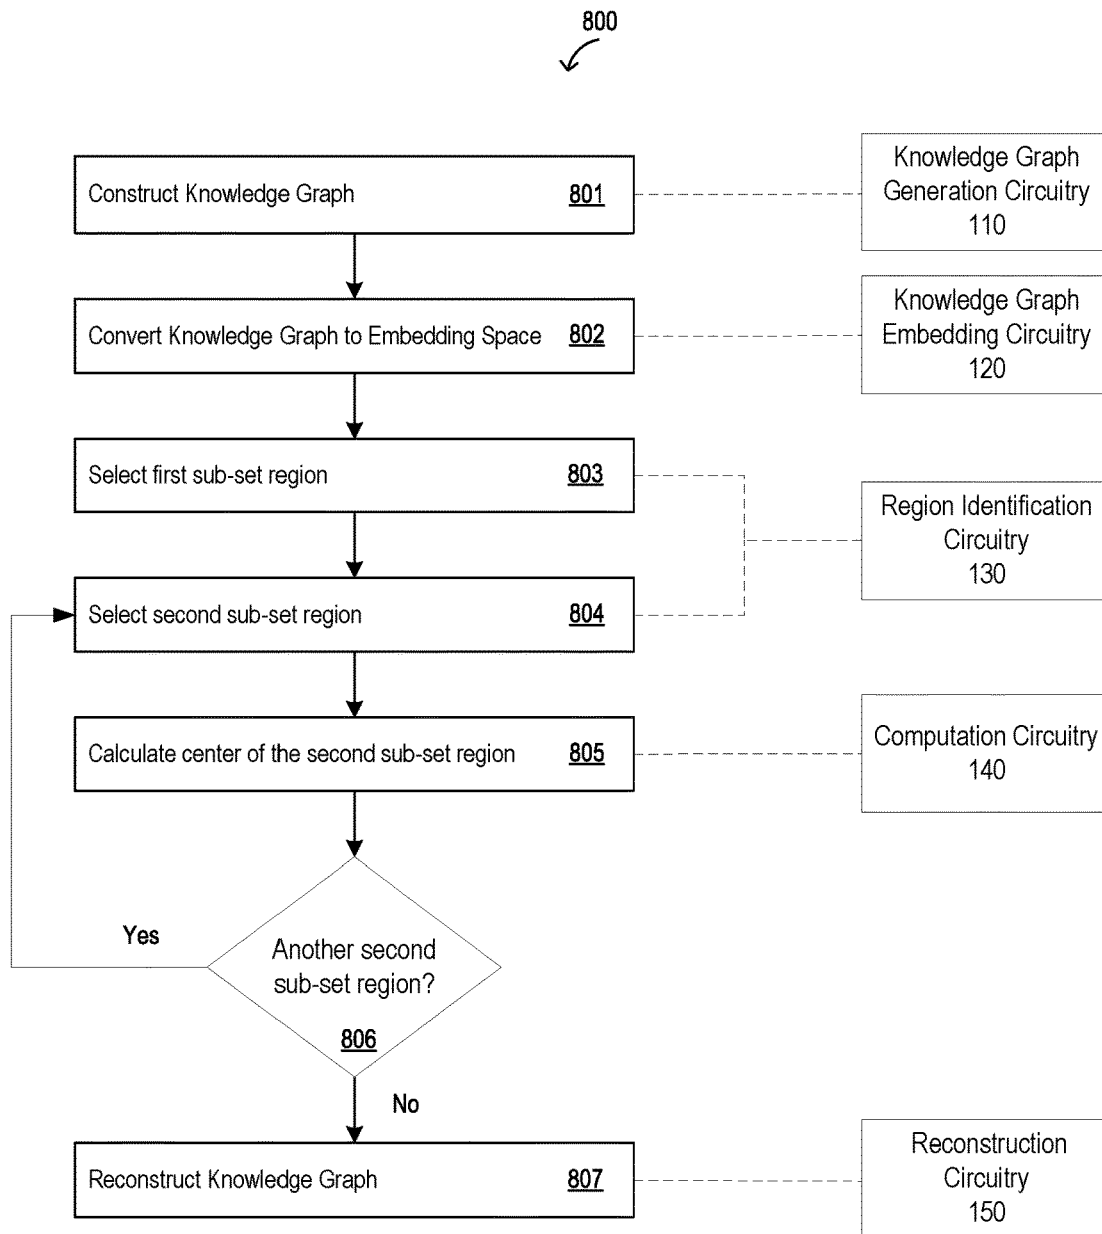 800
Construct Knowledge Graph 801
Knowledge Graph
Generation Circuitry
110
Convert Knowledge Graph to Embedding Space 802
Knowledge Graph
Embedding Circuitry
120
Select first sub-set region 803
Region Identification
Circuitry
130
Select second sub-set region 804
Calculate center of the second sub-set region 805
Computation Circuitry
140
Yes
Another second
sub-set region?
806
No
Reconstruct Knowledge Graph 807
Reconstruction
Circuitry
150